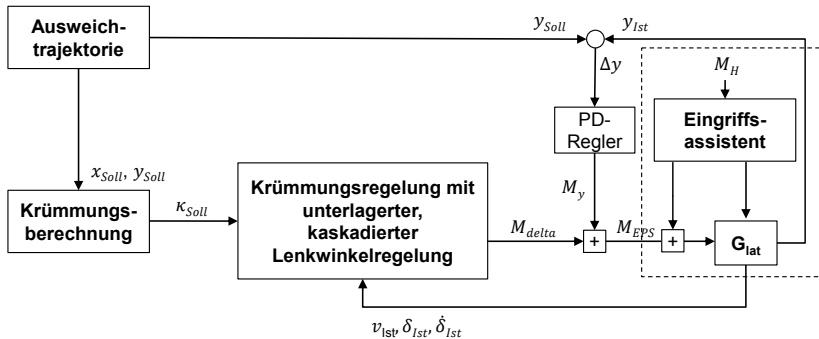 Ausweich-
trajektorie
y_Soll
y_Ist
Δy
M_H
Eingriffs-
assistent
PD-
Regler
x_Soll, y_Soll
M_y
Krümmungs-
berechnung
κ_Soll
Krümmungsregelung mit
unterlagerter,
kaskadierter
Lenkwinkelregelung
M_delta
+
M_EPS
+
G_lat
v_Ist, δ_Ist, δ̇_Ist